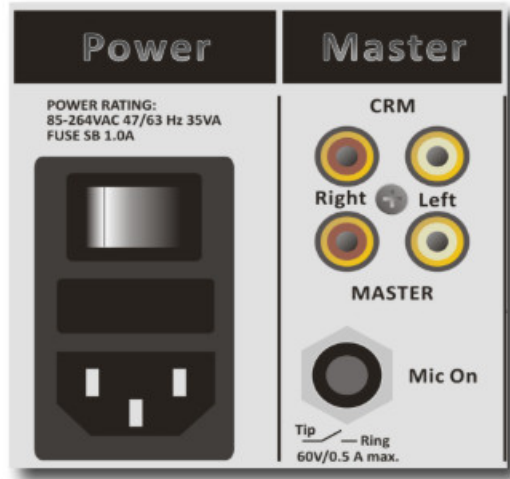 Power
POWER RATING:
85-264VAC 47/63 Hz 35VA
FUSE SB 1.0A
Master
CRM
Right Left
MASTER
Mic On
Tip
Ring
60V/0.5 A max.